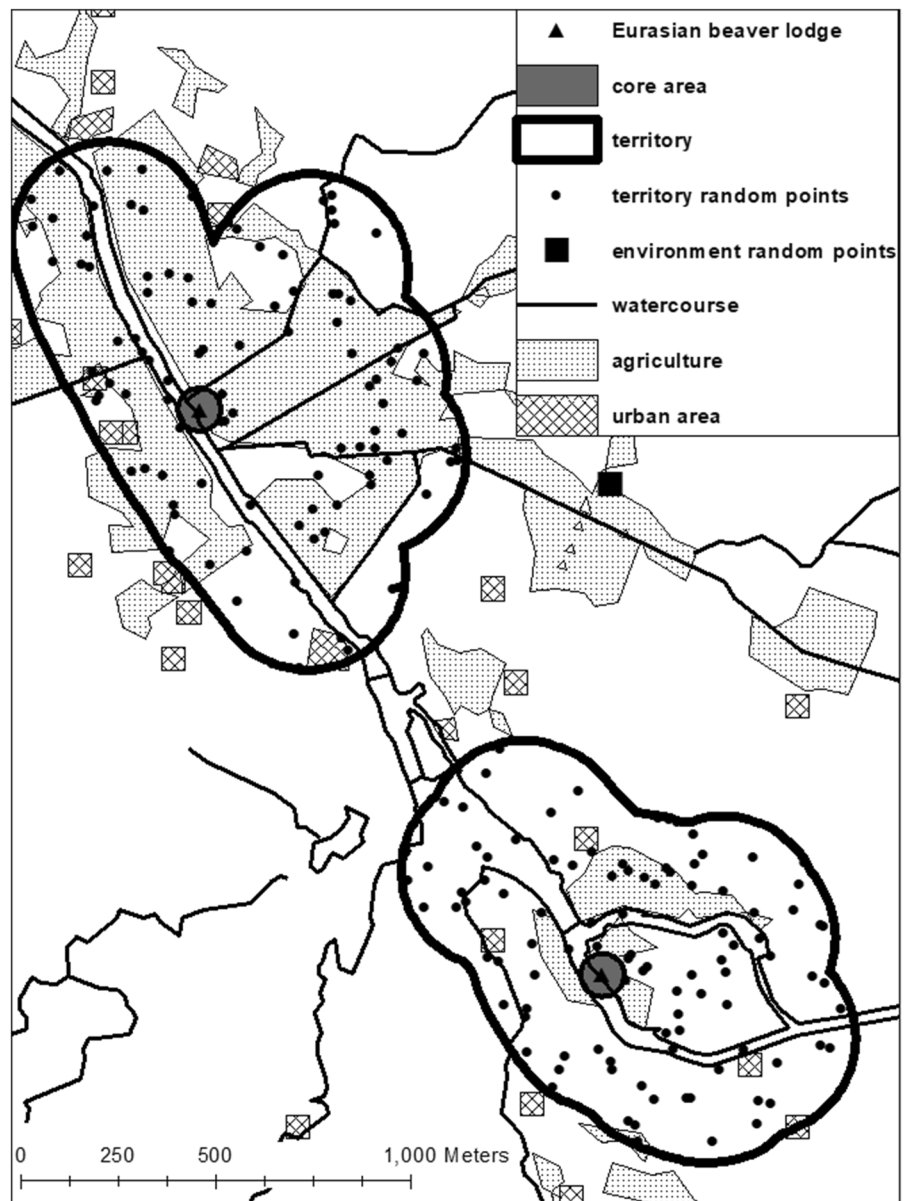 Eurasian beaver lodge
core area
territory
territory random points
environment random points
watercourse
agriculture
urban area
0 250 500 1,000 Meters